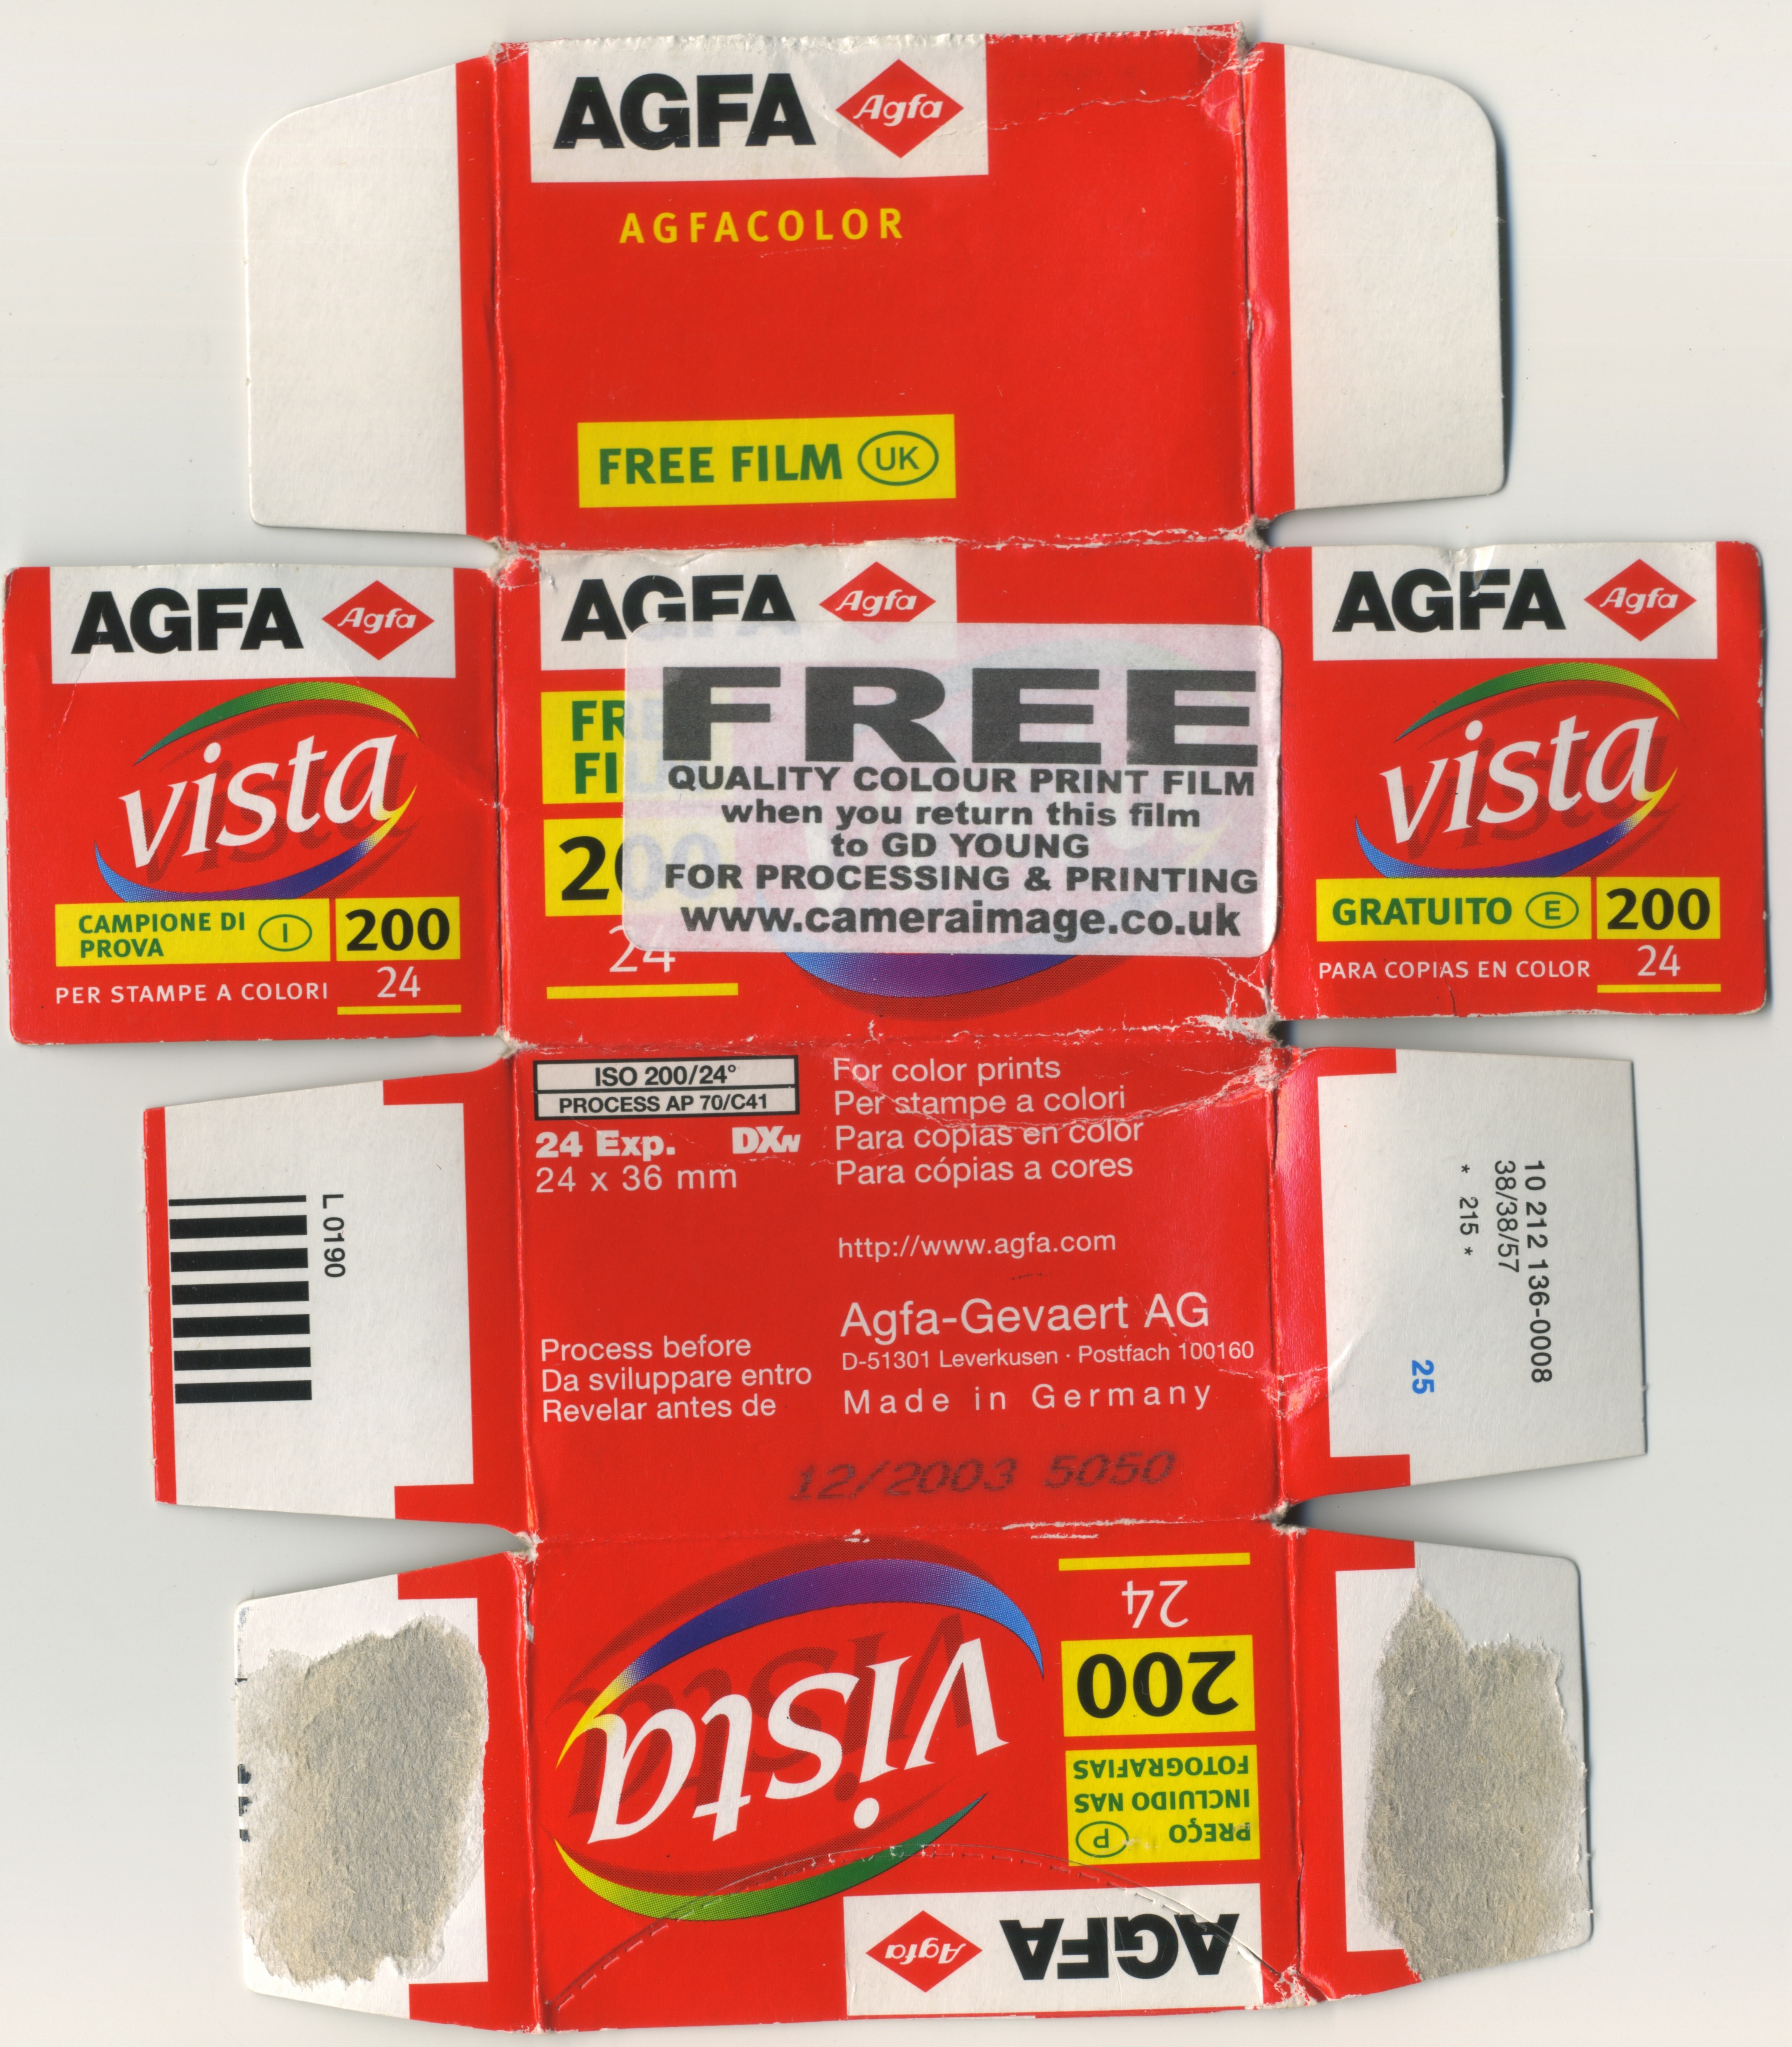 AGFA Agfa
AGFACOLOR
FREE FILM UK
AGFA Agfa
vista
CAMPIONE DI
PROVA I
200
PER STAMPE A COLORI
24
AGFA Agfa
FREE
QUALITY COLOUR PRINT FILM
when you return this film
to GD YOUNG
FOR PROCESSING & PRINTING
www.cameraimage.co.uk
FREE
FILM
200
24
AGFA Agfa
vista
GRATUITO E
200
PARA COPIAS EN COLOR
24
L 0190
ISO 200/24°
PROCESS AP 70/C41
24 Exp. DXN
24 x 36 mm
For color prints
Per stampe a colori
Para copias en color
Para cópias a cores
http://www.agfa.com
Agfa-Gevaert AG
D-51301 Leverkusen · Postfach 100160
Made in Germany
Process before
Da sviluppare entro
Revelar antes de
12/2003 5050
10 212 136-0008
38/38/57
* 215 *
25
AGFA Agfa
PREÇO P
INCLUIDO NAS
FOTOGRAFIAS
200
24
vista